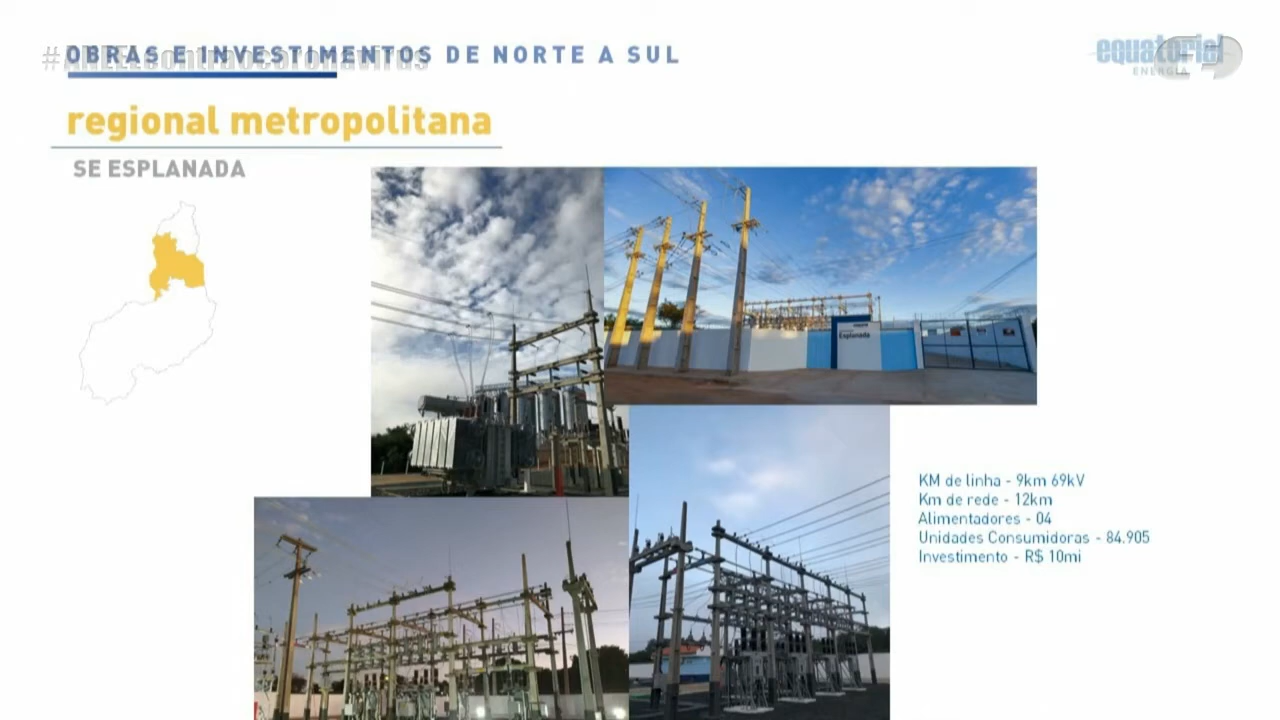 #ANEELcontraocoronavirus
OBRAS E INVESTIMENTOS DE NORTE A SUL
equatorial
ENERGIA
regional metropolitana
SE ESPLANADA
Esplanada
KM de linha - 9km 69kV
Km de rede - 12km
Alimentadores - 04
Unidades Consumidoras - 84.905
Investimento - R$ 10mi